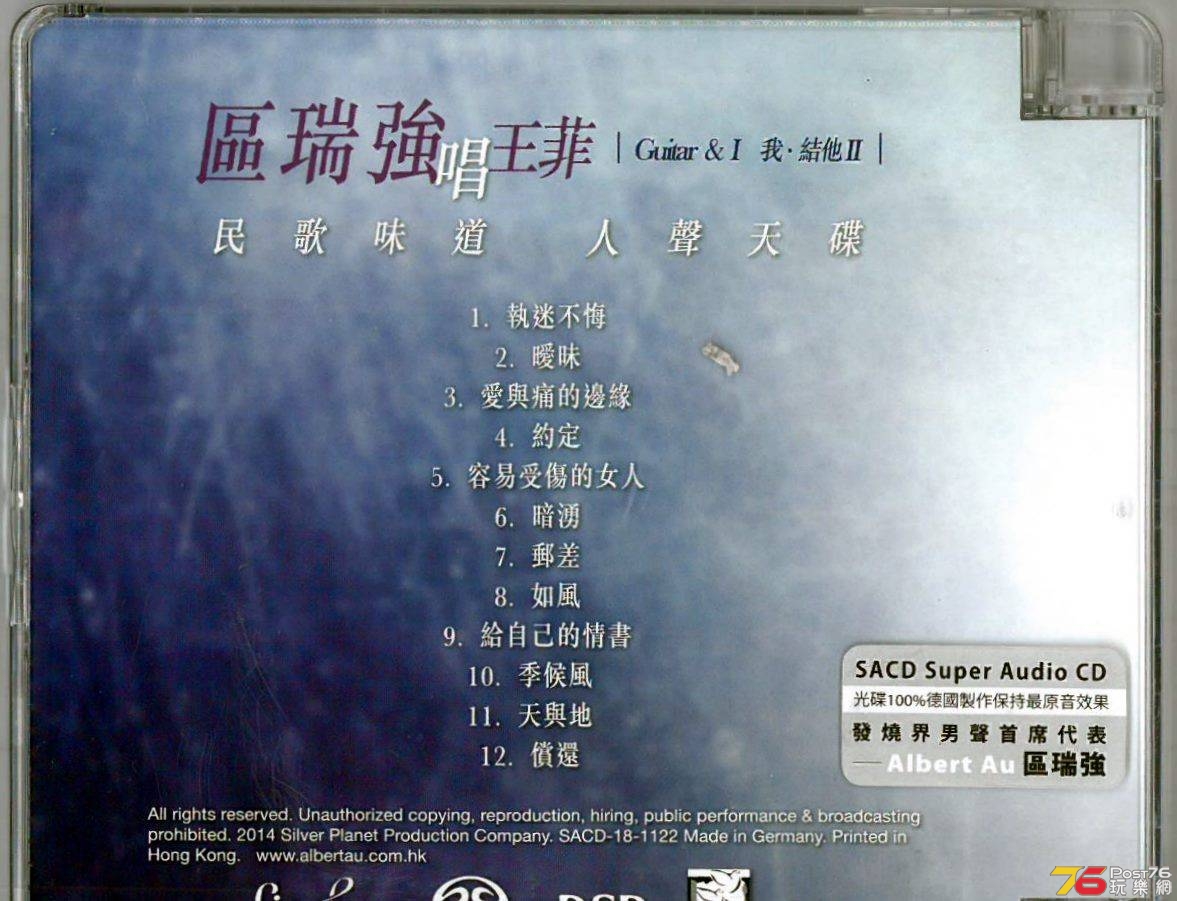 區瑞強唱王菲 | Guitar & I 我·結他II |
民歌味道 人聲天碟
1. 執迷不悔
2. 曖昧
3. 愛與痛的邊緣
4. 約定
5. 容易受傷的女人
6. 暗湧
7. 郵差
8. 如風
9. 給自己的情書
10. 季候風
11. 天與地
12. 償還
SACD Super Audio CD
光碟100%德國製作保持最原音效果
發燒界男聲首席代表
—Albert Au 區瑞強
All rights reserved. Unauthorized copying, reproduction, hiring, public performance & broadcasting
prohibited. 2014 Silver Planet Production Company. SACD-18-1122 Made in Germany. Printed in
Hong Kong. www.albertau.com.hk
DSD
76 POST76
玩樂網